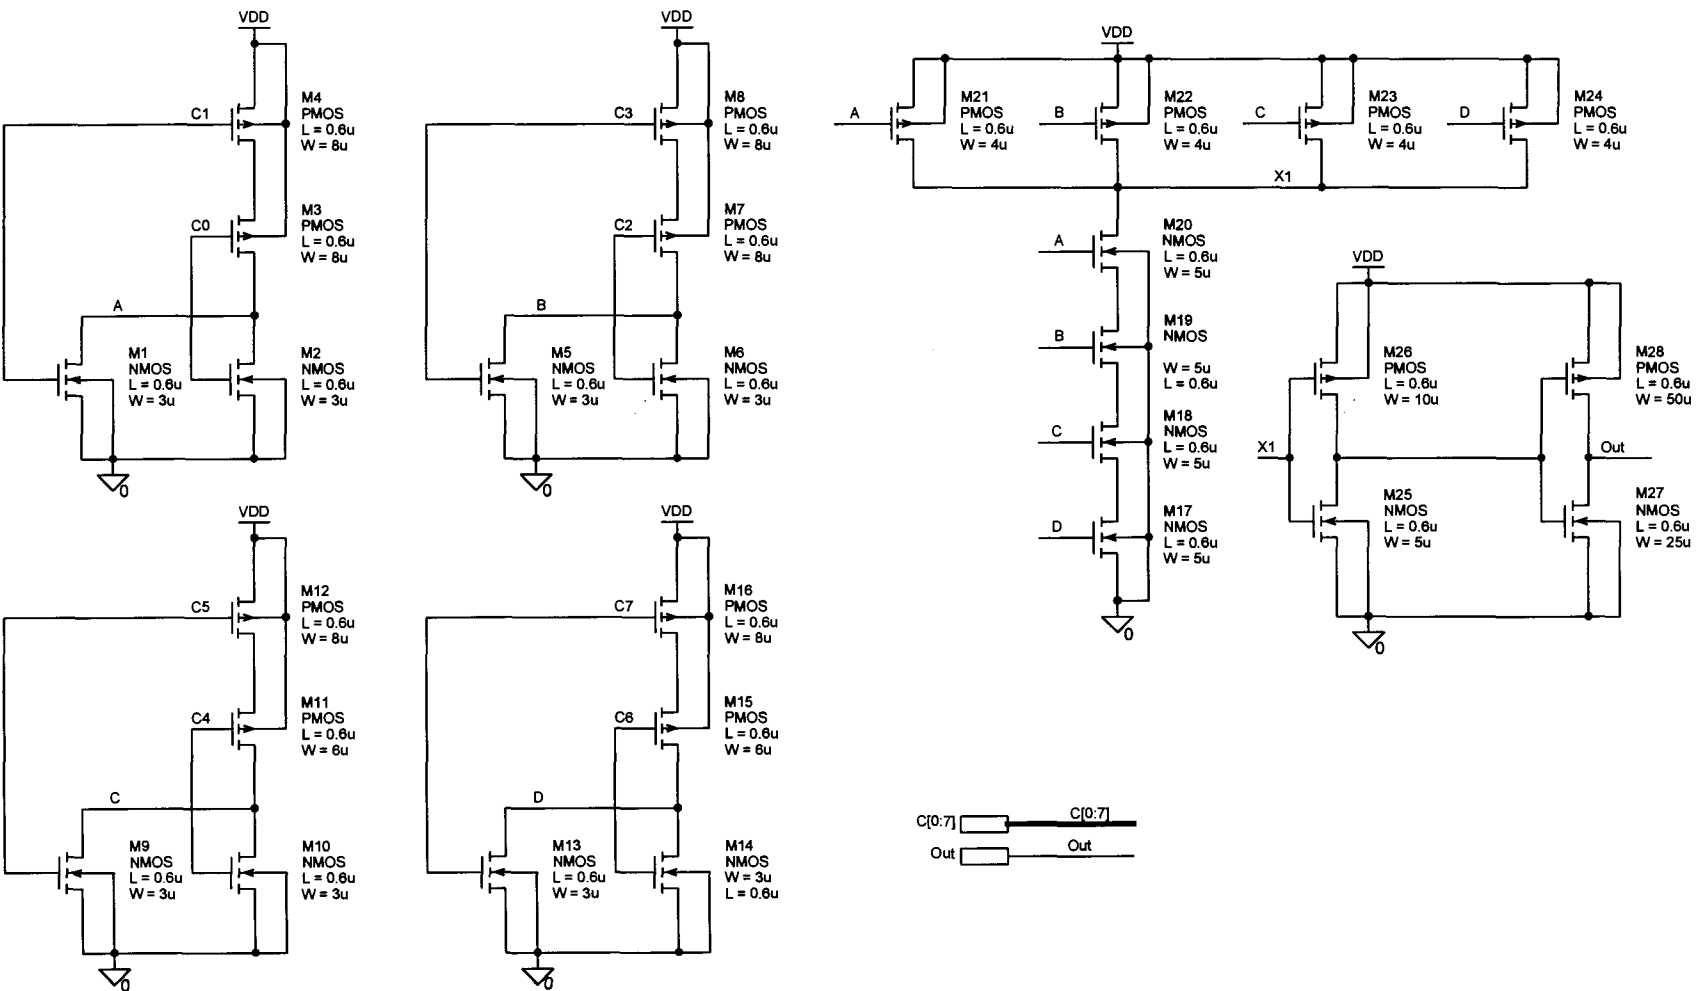 VDD
C1
M4
PMOS
L = 0.6u
W = 8u
C0
M3
PMOS
L = 0.6u
W = 8u
A
M1
NMOS
L = 0.6u
W = 3u
M2
NMOS
L = 0.6u
W = 3u
0
VDD
C3
M8
PMOS
L = 0.6u
W = 8u
C2
M7
PMOS
L = 0.6u
W = 8u
B
M5
NMOS
L = 0.6u
W = 3u
M6
NMOS
L = 0.6u
W = 3u
0
VDD
C5
M12
PMOS
L = 0.6u
W = 8u
C4
M11
PMOS
L = 0.6u
W = 6u
C
M9
NMOS
L = 0.6u
W = 3u
M10
NMOS
L = 0.6u
W = 3u
0
VDD
C7
M16
PMOS
L = 0.6u
W = 8u
C6
M15
PMOS
L = 0.6u
W = 6u
D
M13
NMOS
L = 0.6u
W = 3u
M14
NMOS
W = 3u
L = 0.6u
0
VDD
A
M21
PMOS
L = 0.6u
W = 4u
B
M22
PMOS
L = 0.6u
W = 4u
C
M23
PMOS
L = 0.6u
W = 4u
D
M24
PMOS
L = 0.6u
W = 4u
X1
A
M20
NMOS
L = 0.6u
W = 5u
B
M19
NMOS
W = 5u
L = 0.6u
C
M18
NMOS
L = 0.6u
W = 5u
D
M17
NMOS
L = 0.6u
W = 5u
0
VDD
M26
PMOS
L = 0.6u
W = 10u
M28
PMOS
L = 0.6u
W = 50u
X1
Out
M25
NMOS
L = 0.6u
W = 5u
M27
NMOS
L = 0.6u
W = 25u
0
C[0:7] C[0:7]
Out Out